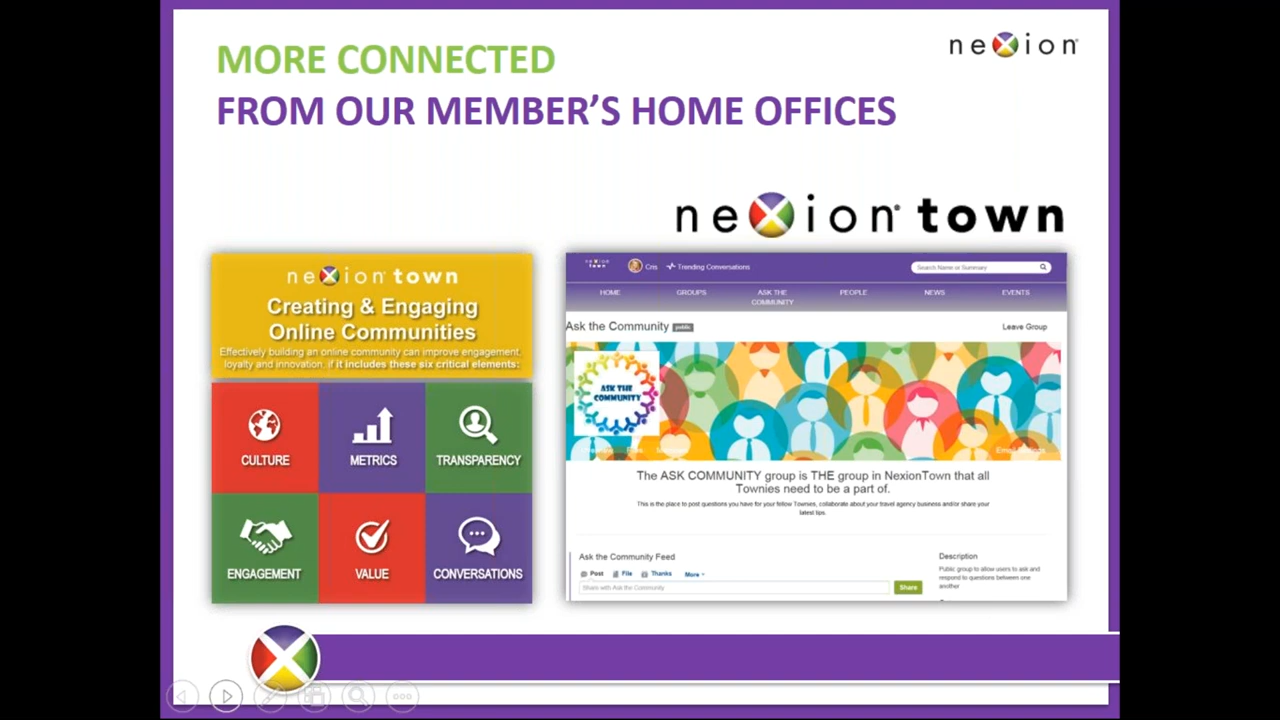 MORE CONNECTED
FROM OUR MEMBER'S HOME OFFICES
nexion
nexion® town
nexion town
Creating & Engaging
Online Communities
Effectively building an online community can improve engagement,
loyalty and innovation, if it includes these six critical elements:
CULTURE
METRICS
TRANSPARENCY
ENGAGEMENT
VALUE
CONVERSATIONS
nexion
town
Cris
Trending Conversations
Search Name or Summary
HOME
GROUPS
ASK THE
COMMUNITY
PEOPLE
NEWS
EVENTS
Ask the Community public
Leave Group
ASK THE
COMMUNITY
The ASK COMMUNITY group is THE group in NexionTown that all
Townies need to be a part of.
This is the place to post questions you have for your fellow Townies, collaborate about your travel agency business and/or share your
latest tips.
Ask the Community Feed
Post
File
Thanks
More
Share with Ask the Community
Share
Description
Public group to allow users to ask and
respond to questions between one
another